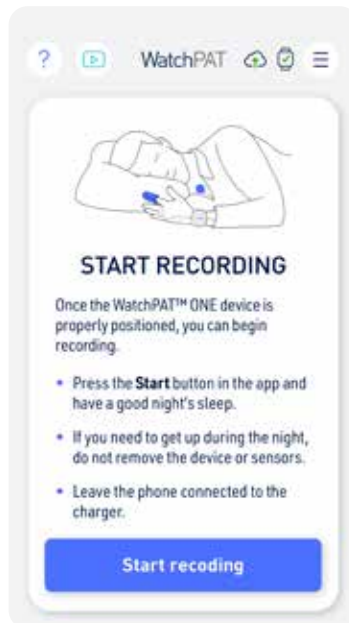 ?
WatchPAT
START RECORDING
Once the WatchPAT™ ONE device is
properly positioned, you can begin
recording.
• Press the Start button in the app and
have a good night's sleep.
• If you need to get up during the night,
do not remove the device or sensors.
• Leave the phone connected to the
charger.
Start recoding